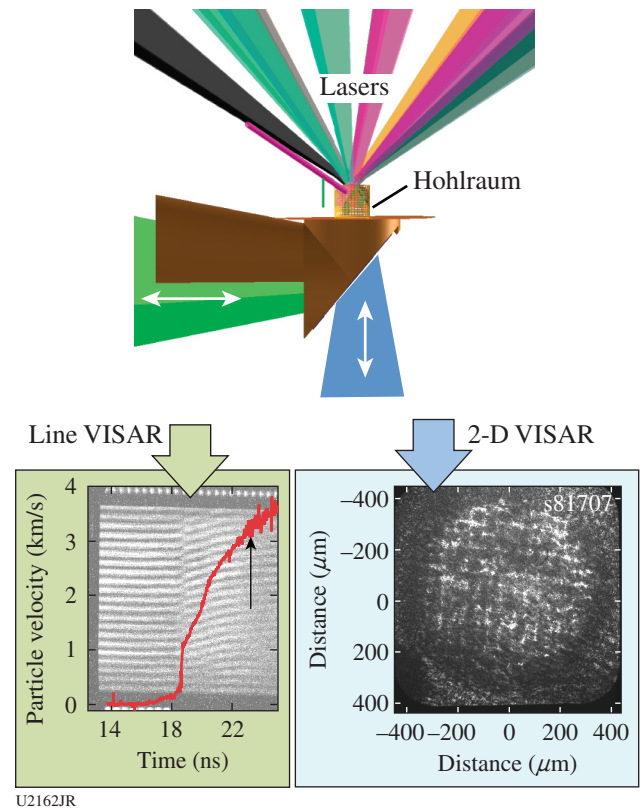 Lasers
Hohlraum
Line VISAR
2-D VISAR
Particle velocity (km/s)
4
3
2
1
0
14 18 22
Time (ns)
s81707
Distance (μm)
–400
–200
0
200
400
–400 –200 0 200 400
Distance (μm)
U2162JR